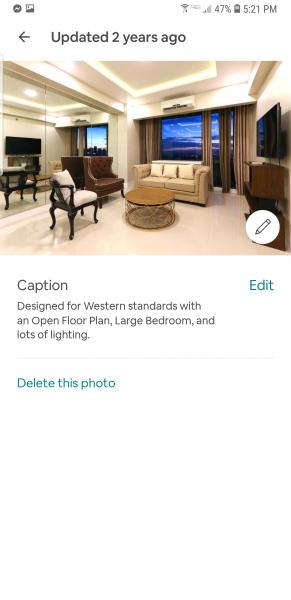 47% 5:21 PM
Updated 2 years ago
Caption
Edit
Designed for Western standards with
an Open Floor Plan, Large Bedroom, and
lots of lighting.
Delete this photo